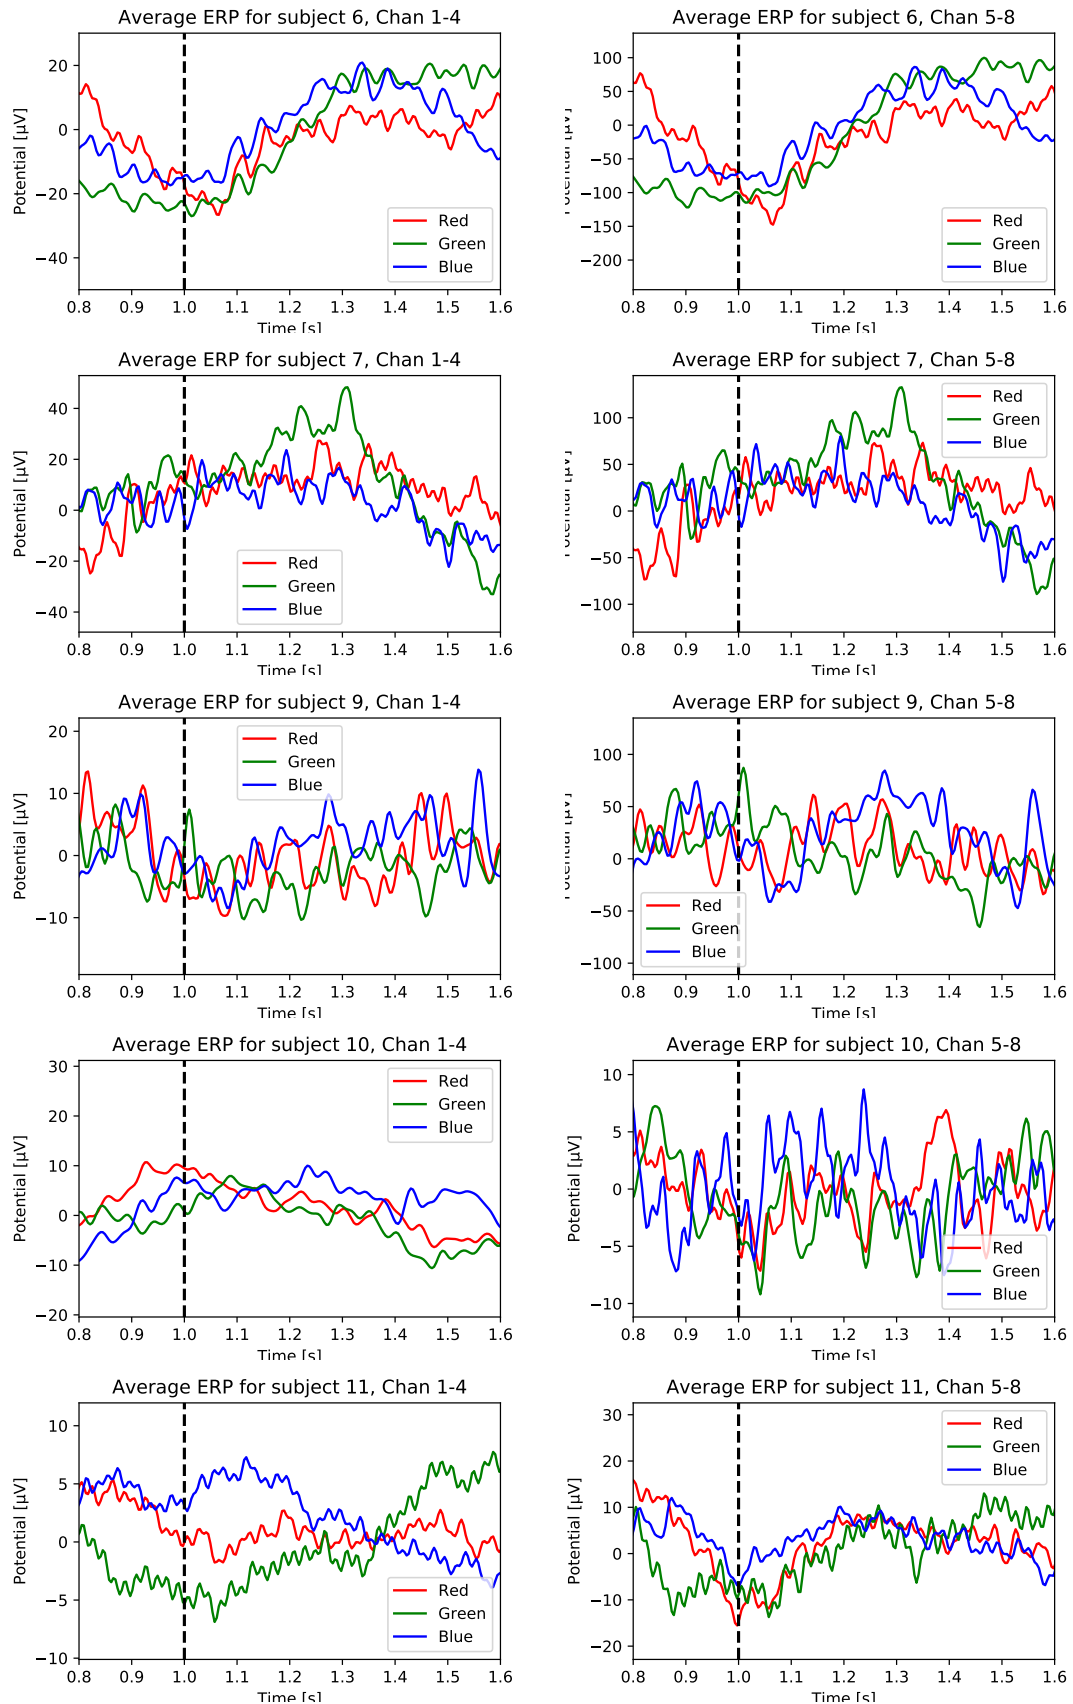 Average ERP for subject 6, Chan 1-4
Potential [µV]
20
0
−20
−40
0.8 0.9 1.0 1.1 1.2 1.3 1.4 1.5 1.6
Time [s]
Red
Green
Blue
Average ERP for subject 6, Chan 5-8
Potential [µV]
100
50
0
−50
−100
−150
−200
0.8 0.9 1.0 1.1 1.2 1.3 1.4 1.5 1.6
Time [s]
Red
Green
Blue
Average ERP for subject 7, Chan 1-4
Potential [µV]
40
20
0
−20
−40
0.8 0.9 1.0 1.1 1.2 1.3 1.4 1.5 1.6
Time [s]
Red
Green
Blue
Average ERP for subject 7, Chan 5-8
Potential [µV]
100
50
0
−50
−100
0.8 0.9 1.0 1.1 1.2 1.3 1.4 1.5 1.6
Time [s]
Red
Green
Blue
Average ERP for subject 9, Chan 1-4
Potential [µV]
20
10
0
−10
0.8 0.9 1.0 1.1 1.2 1.3 1.4 1.5 1.6
Time [s]
Red
Green
Blue
Average ERP for subject 9, Chan 5-8
Potential [µV]
100
50
0
−50
−100
0.8 0.9 1.0 1.1 1.2 1.3 1.4 1.5 1.6
Time [s]
Red
Green
Blue
Average ERP for subject 10, Chan 1-4
Potential [µV]
30
20
10
0
−10
−20
0.8 0.9 1.0 1.1 1.2 1.3 1.4 1.5 1.6
Time [s]
Red
Green
Blue
Average ERP for subject 10, Chan 5-8
Potential [µV]
10
5
0
−5
−10
0.8 0.9 1.0 1.1 1.2 1.3 1.4 1.5 1.6
Time [s]
Red
Green
Blue
Average ERP for subject 11, Chan 1-4
Potential [µV]
10
5
0
−5
−10
0.8 0.9 1.0 1.1 1.2 1.3 1.4 1.5 1.6
Time [s]
Red
Green
Blue
Average ERP for subject 11, Chan 5-8
Potential [µV]
30
20
10
0
−10
−20
0.8 0.9 1.0 1.1 1.2 1.3 1.4 1.5 1.6
Time [s]
Red
Green
Blue